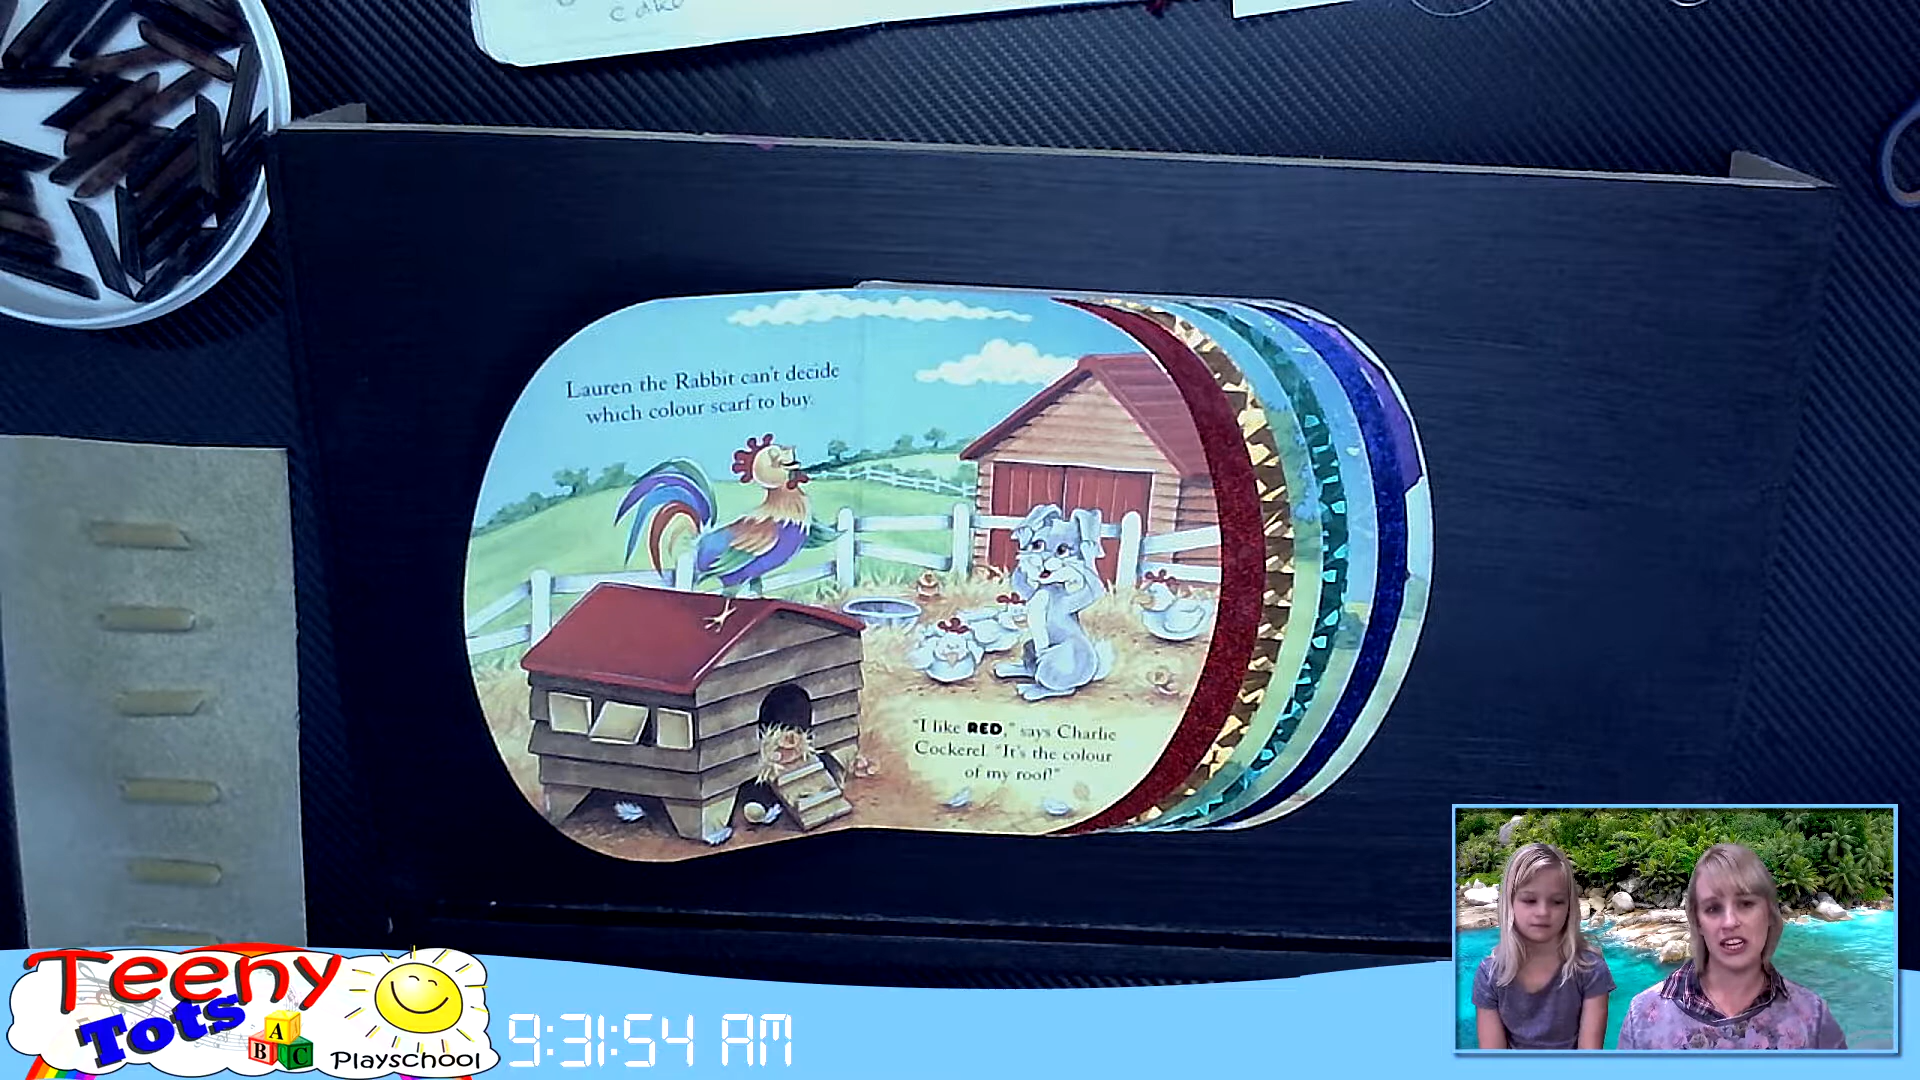 cake
Lauren the Rabbit can't decide
which colour scarf to buy.
"I like RED," says Charlie
Cockerel. "It's the colour
of my roof!"
Teeny
Tots
A
B C
Playschool
9:31:54 AM